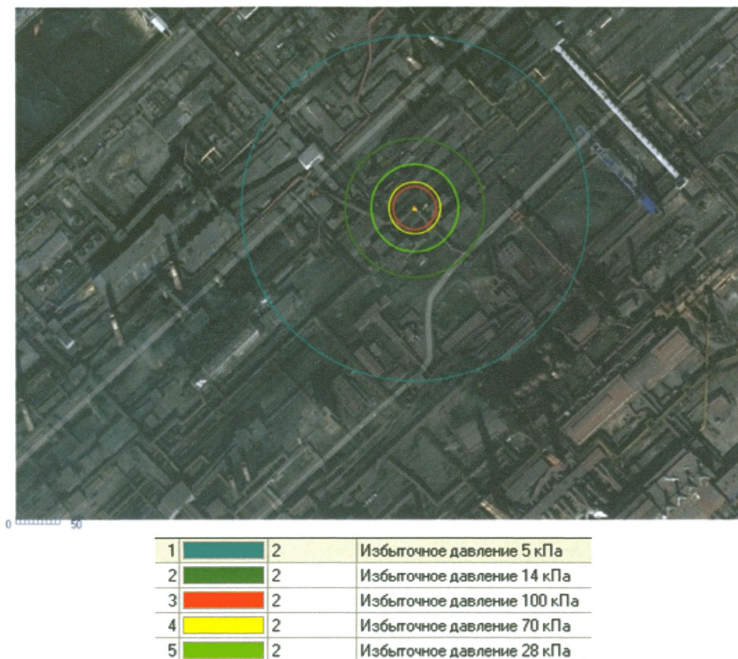 0 50
1 2 Избыточное давление 5 кПа
2 2 Избыточное давление 14 кПа
3 2 Избыточное давление 100 кПа
4 2 Избыточное давление 70 кПа
5 2 Избыточное давление 28 кПа